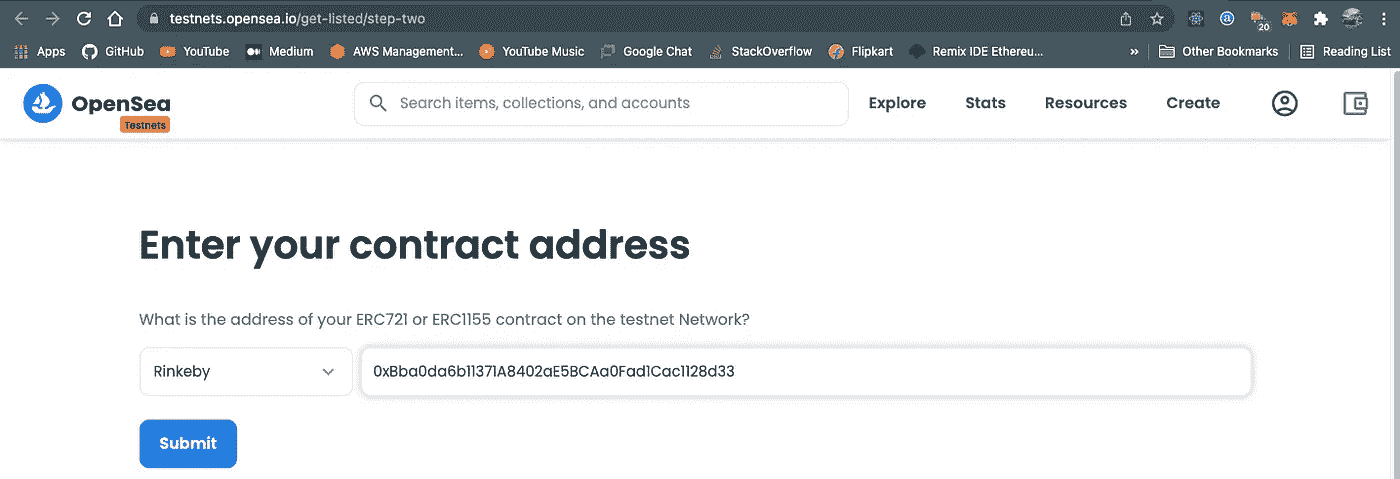 testnets.opensea.io/get-listed/step-two
20
Apps GitHub YouTube Medium AWS Management... YouTube Music Google Chat StackOverflow Flipkart Remix IDE Ethereu... » Other Bookmarks Reading List
OpenSea Search items, collections, and accounts Explore Stats Resources Create
Testnets
Enter your contract address
What is the address of your ERC721 or ERC1155 contract on the testnet Network?
Rinkeby 0xBba0da6b11371A8402aE5BCAa0Fad1Cac1128d33
Submit